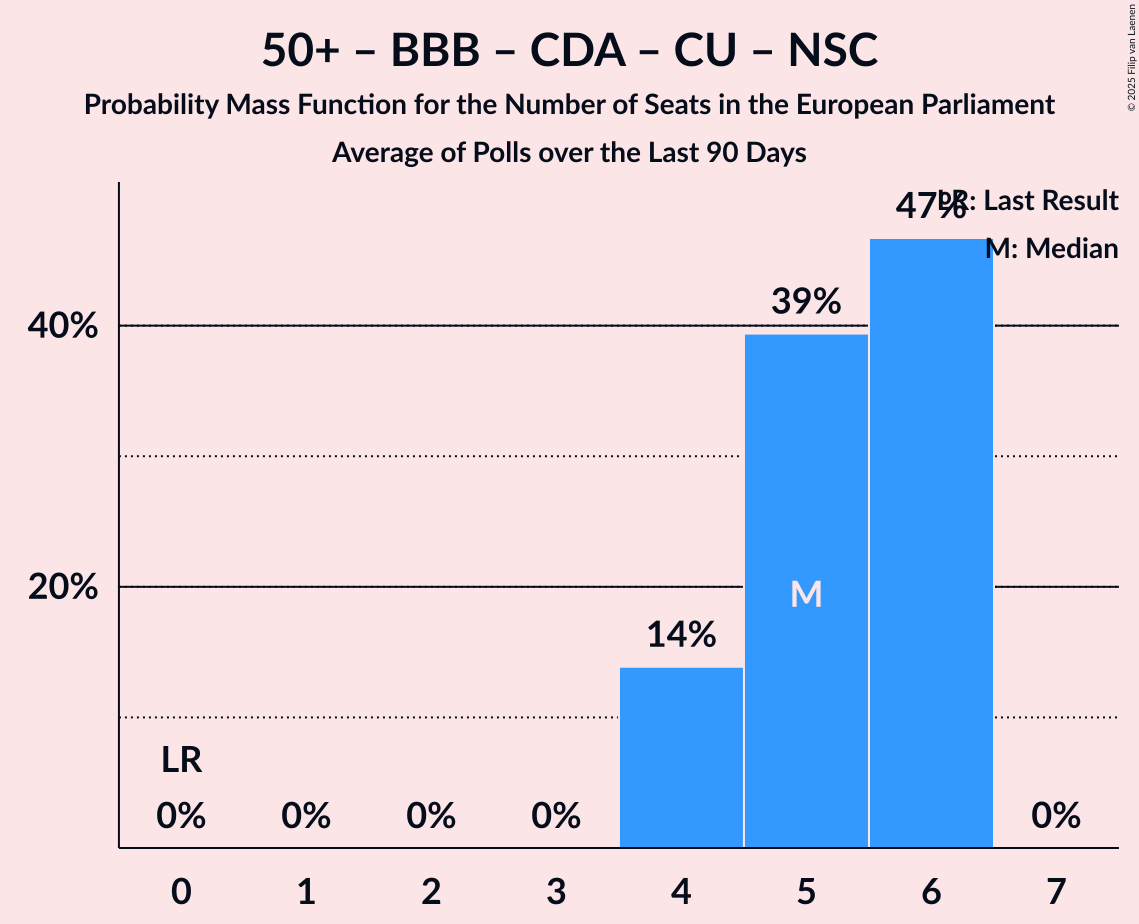 50+ – BBB – CDA – CU – NSC
Probability Mass Function for the Number of Seats in the European Parliament
Average of Polls over the Last 90 Days
© 2025 Filip van Laenen
LR: Last Result
M: Median
47%
39%
40%
20%
M
14%
LR
0% 0% 0% 0% 0%
0 1 2 3 4 5 6 7